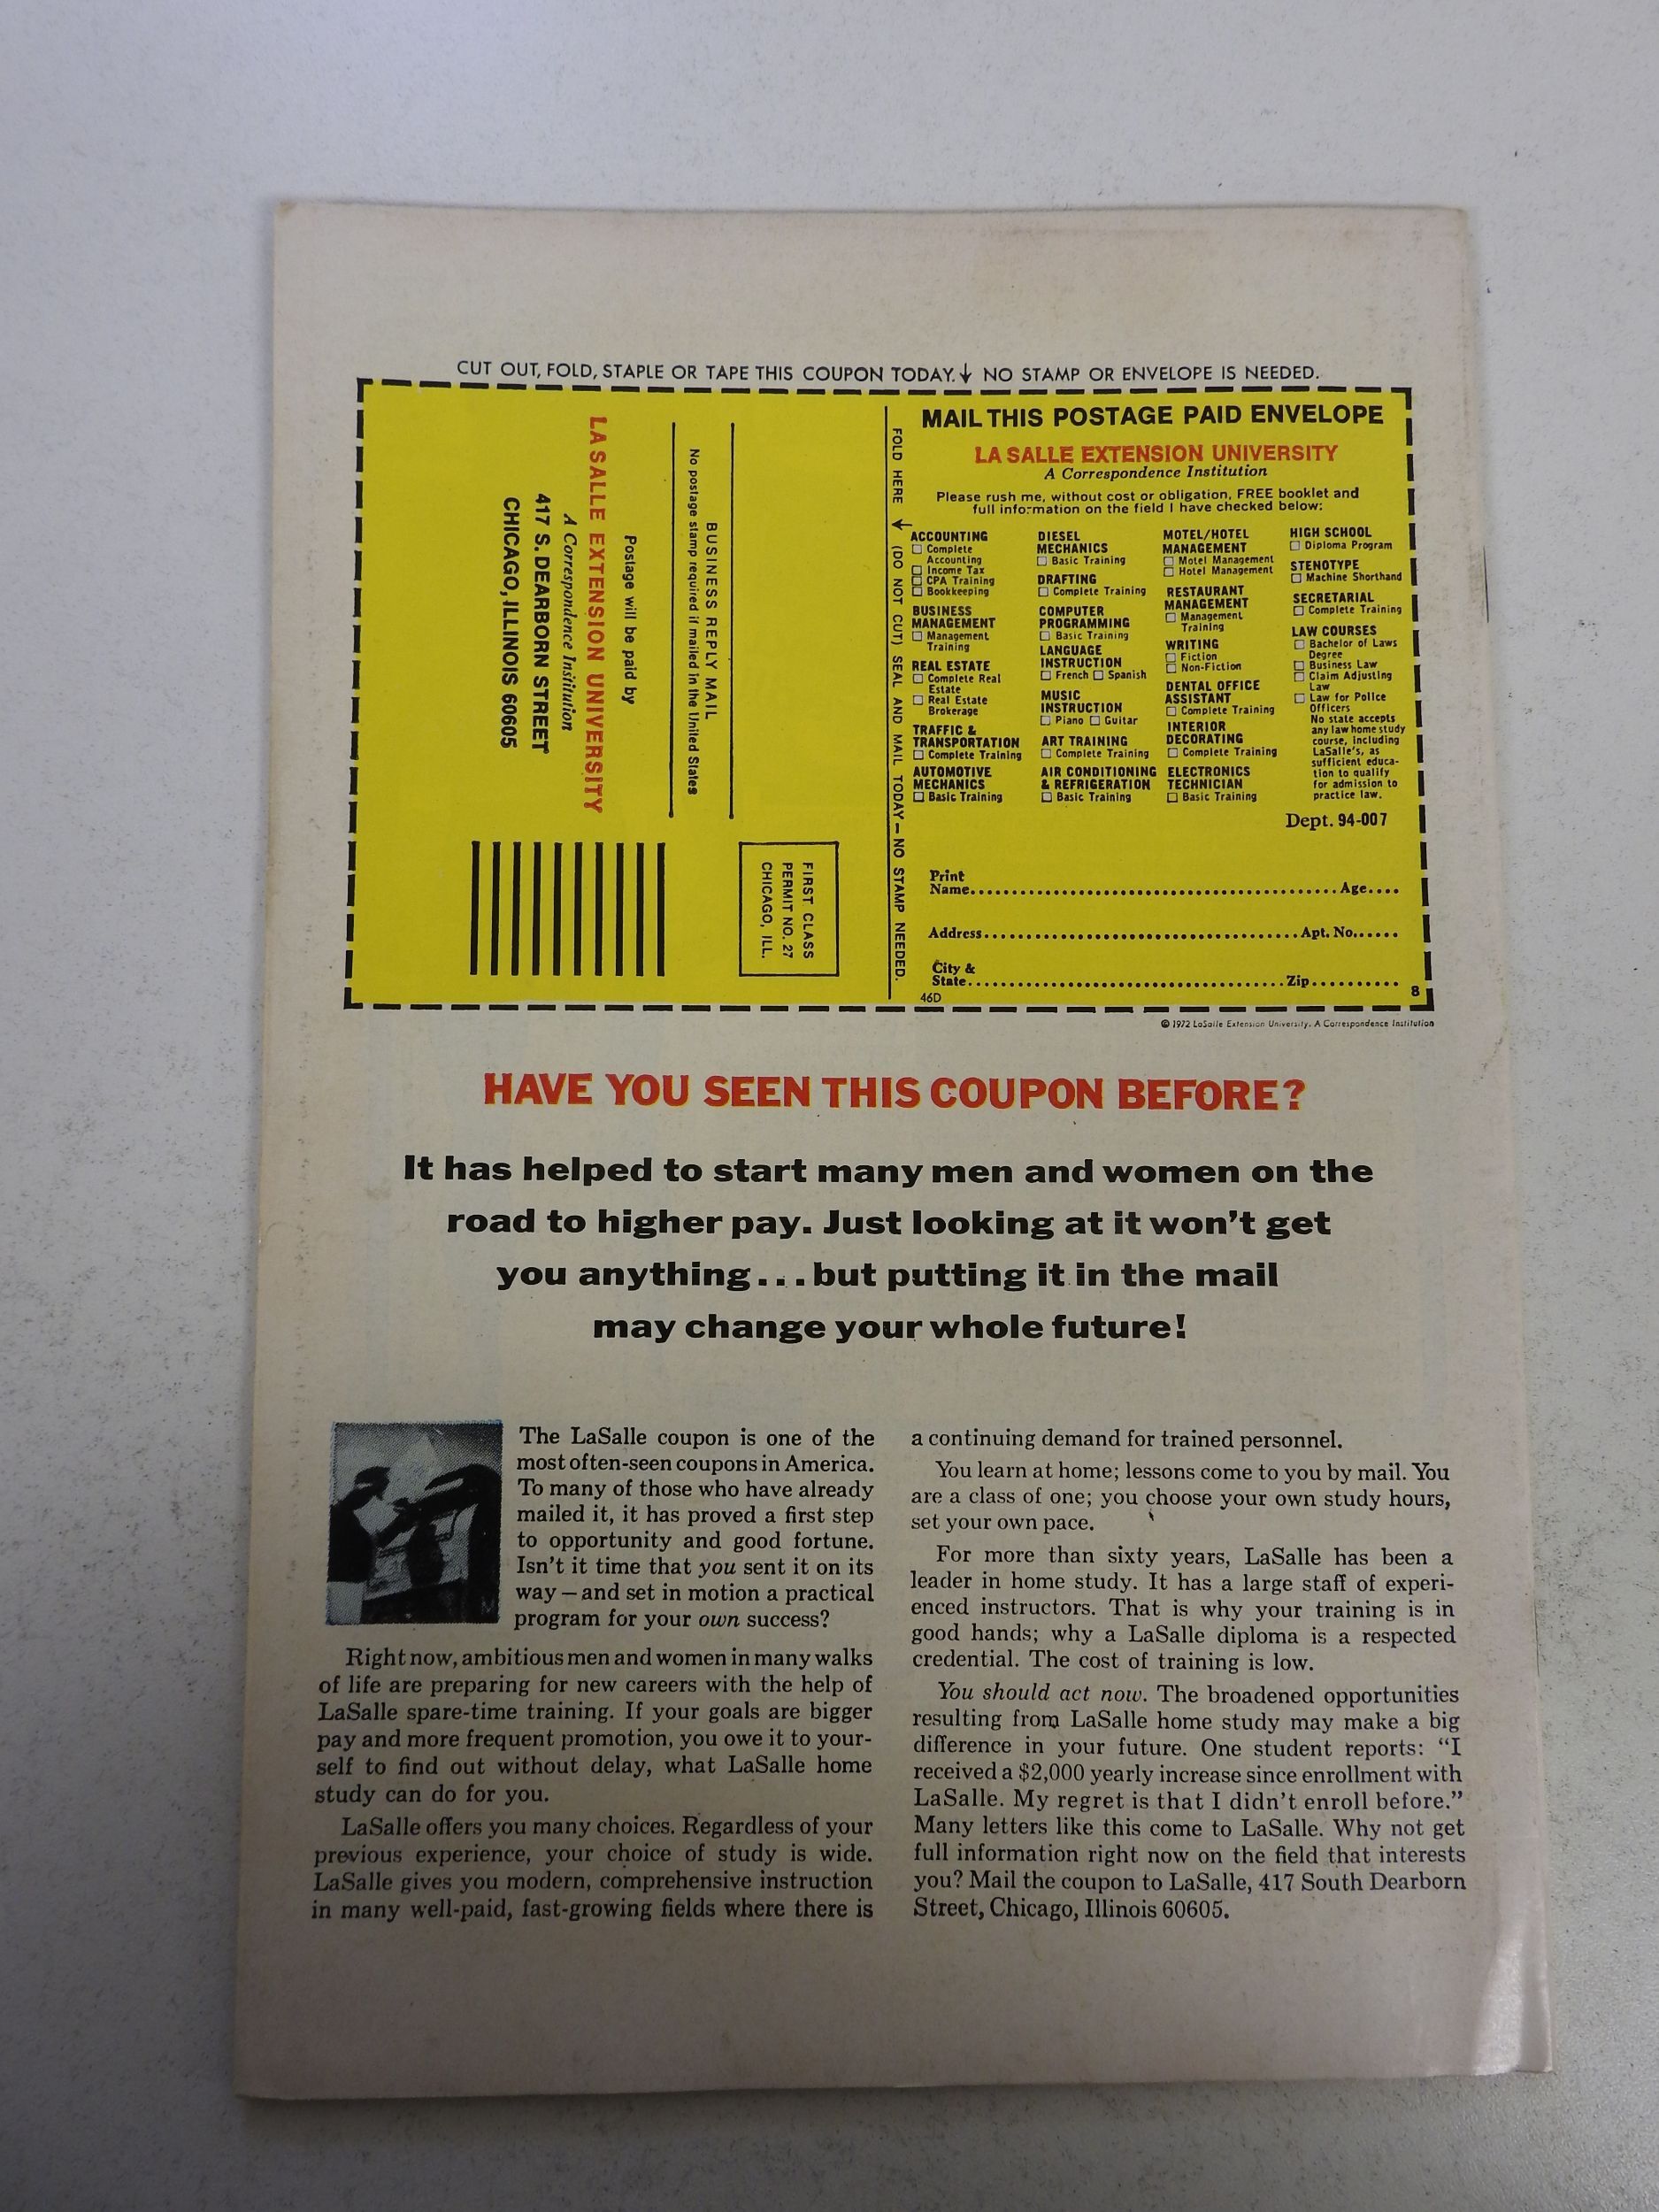 CUT OUT, FOLD, STAPLE OR TAPE THIS COUPON TODAY.↓ NO STAMP OR ENVELOPE IS NEEDED.
BUSINESS REPLY MAIL
No postage stamp required if mailed in the United States
Postage will be paid by
LA SALLE EXTENSION UNIVERSITY
A Correspondence Institution
417 S. DEARBORN STREET
CHICAGO, ILLINOIS 60605
FIRST CLASS
PERMIT NO. 27
CHICAGO, ILL.
FOLD HERE ↓ (DO NOT CUT) SEAL AND MAIL TODAY — NO STAMP NEEDED.
MAIL THIS POSTAGE PAID ENVELOPE
LA SALLE EXTENSION UNIVERSITY
A Correspondence Institution
Please rush me, without cost or obligation, FREE booklet and
full information on the field I have checked below:
ACCOUNTING
☐ Complete
Accounting
☐ Income Tax
☐ CPA Training
☐ Bookkeeping
BUSINESS
MANAGEMENT
☐ Management
Training
REAL ESTATE
☐ Complete Real
Estate
☐ Real Estate
Brokerage
TRAFFIC &
TRANSPORTATION
☐ Complete Training
AUTOMOTIVE
MECHANICS
☐ Basic Training
DIESEL
MECHANICS
☐ Basic Training
DRAFTING
☐ Complete Training
COMPUTER
PROGRAMMING
☐ Basic Training
LANGUAGE
INSTRUCTION
☐ French ☐ Spanish
MUSIC
INSTRUCTION
☐ Piano ☐ Guitar
ART TRAINING
☐ Complete Training
AIR CONDITIONING
& REFRIGERATION
☐ Basic Training
MOTEL/HOTEL
MANAGEMENT
☐ Motel Management
☐ Hotel Management
RESTAURANT
MANAGEMENT
☐ Management
Training
WRITING
☐ Fiction
☐ Non-Fiction
DENTAL OFFICE
ASSISTANT
☐ Complete Training
INTERIOR
DECORATING
☐ Complete Training
ELECTRONICS
TECHNICIAN
☐ Basic Training
HIGH SCHOOL
☐ Diploma Program
STENOTYPE
☐ Machine Shorthand
SECRETARIAL
☐ Complete Training
LAW COURSES
☐ Bachelor of Laws
Degree
☐ Business Law
☐ Claim Adjusting
Law
☐ Law for Police
Officers
No state accepts
any law home study
course, including
LaSalle's, as
sufficient educa-
tion to qualify
for admission to
practice law.
Dept. 94-007
Print
Name........................................ Age....
Address........................................ Apt. No......
City &
State........................................ Zip..........
46D
8
© 1972 LaSalle Extension University, A Correspondence Institution
HAVE YOU SEEN THIS COUPON BEFORE?
It has helped to start many men and women on the
road to higher pay. Just looking at it won't get
you anything...but putting it in the mail
may change your whole future!
The LaSalle coupon is one of the
most often-seen coupons in America.
To many of those who have already
mailed it, it has proved a first step
to opportunity and good fortune.
Isn't it time that you sent it on its
way — and set in motion a practical
program for your own success?
Right now, ambitious men and women in many walks
of life are preparing for new careers with the help of
LaSalle spare-time training. If your goals are bigger
pay and more frequent promotion, you owe it to your-
self to find out without delay, what LaSalle home
study can do for you.
LaSalle offers you many choices. Regardless of your
previous experience, your choice of study is wide.
LaSalle gives you modern, comprehensive instruction
in many well-paid, fast-growing fields where there is
a continuing demand for trained personnel.
You learn at home; lessons come to you by mail. You
are a class of one; you choose your own study hours,
set your own pace.
For more than sixty years, LaSalle has been a
leader in home study. It has a large staff of experi-
enced instructors. That is why your training is in
good hands; why a LaSalle diploma is a respected
credential. The cost of training is low.
You should act now. The broadened opportunities
resulting from LaSalle home study may make a big
difference in your future. One student reports: “I
received a $2,000 yearly increase since enrollment with
LaSalle. My regret is that I didn't enroll before.”
Many letters like this come to LaSalle. Why not get
full information right now on the field that interests
you? Mail the coupon to LaSalle, 417 South Dearborn
Street, Chicago, Illinois 60605.